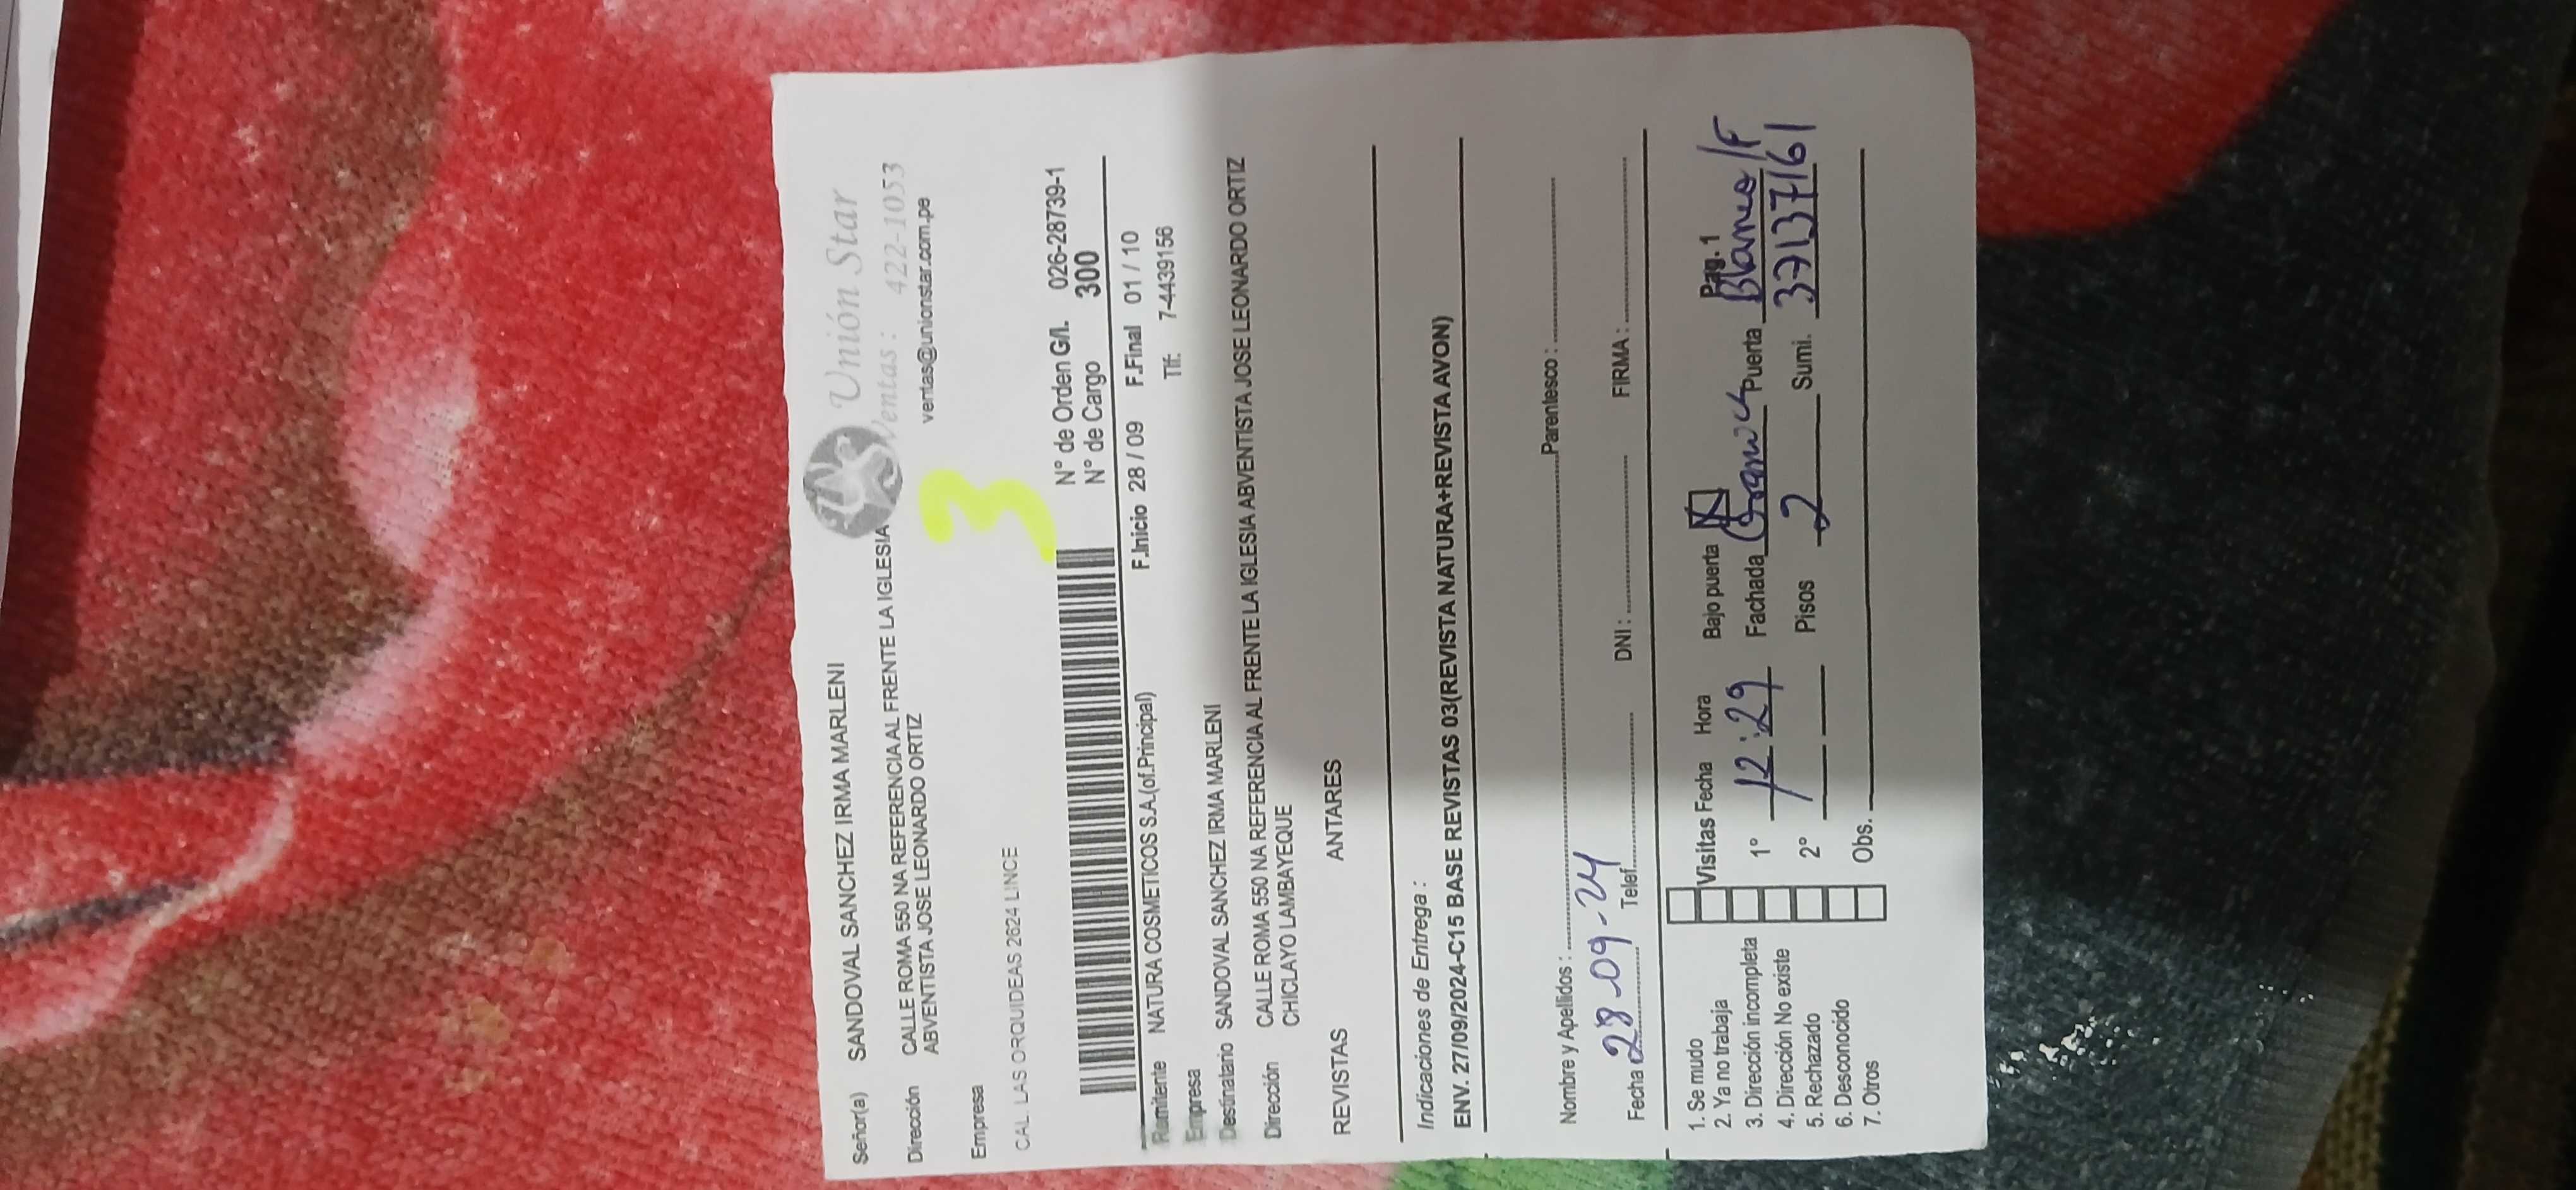 Señor(a) SANDOVAL SANCHEZ IRMA MARLENI
Unión Star
Dirección CALLE ROMA 550 NA REFERENCIA AL FRENTE LA IGLESIA
ABVENTISTA JOSE LEONARDO ORTIZ
Ventas: 422-1053
ventas@unionstar.com.pe
Empresa
3
CAL. LAS ORQUIDEAS 2624 LINCE
N° de Orden G/I. 026-28739-1
N° de Cargo 300
Remitente NATURA COSMETICOS S.A.(of.Principal) F.Inicio 28 / 09 F.Final 01 / 10
Empresa Tlf. 7-4439156
Destinatario SANDOVAL SANCHEZ IRMA MARLENI
Dirección CALLE ROMA 550 NA REFERENCIA AL FRENTE LA IGLESIA ABVENTISTA JOSE LEONARDO ORTIZ
CHICLAYO LAMBAYEQUE
REVISTAS ANTARES
Indicaciones de Entrega :
ENV. 27/09/2024-C15 BASE REVISTAS 03(REVISTA NATURA+REVISTA AVON)
Nombre y Apellidos : Parentesco :
Fecha 28-09-24 Telef. DNI : FIRMA :
1. Se mudo
2. Ya no trabaja
3. Dirección incompleta
4. Dirección No existe
5. Rechazado
6. Desconocido
7. Otros
Visitas Fecha Hora Bajo puerta X Pag. 1
1° 12:29 Fachada Puerta Blanco/F
2° Pisos 2 Sumi. 37137161
Obs.